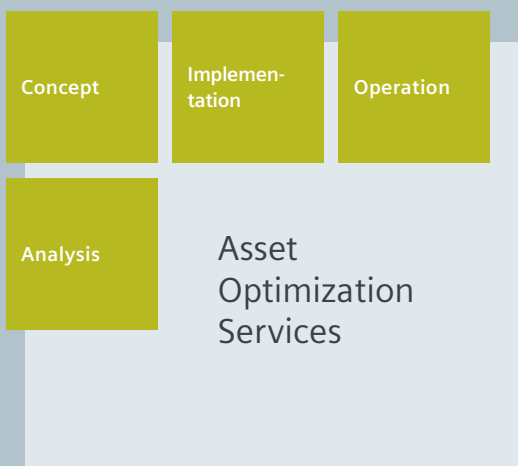 Concept
Implemen-
tation
Operation
Analysis
Asset
Optimization
Services